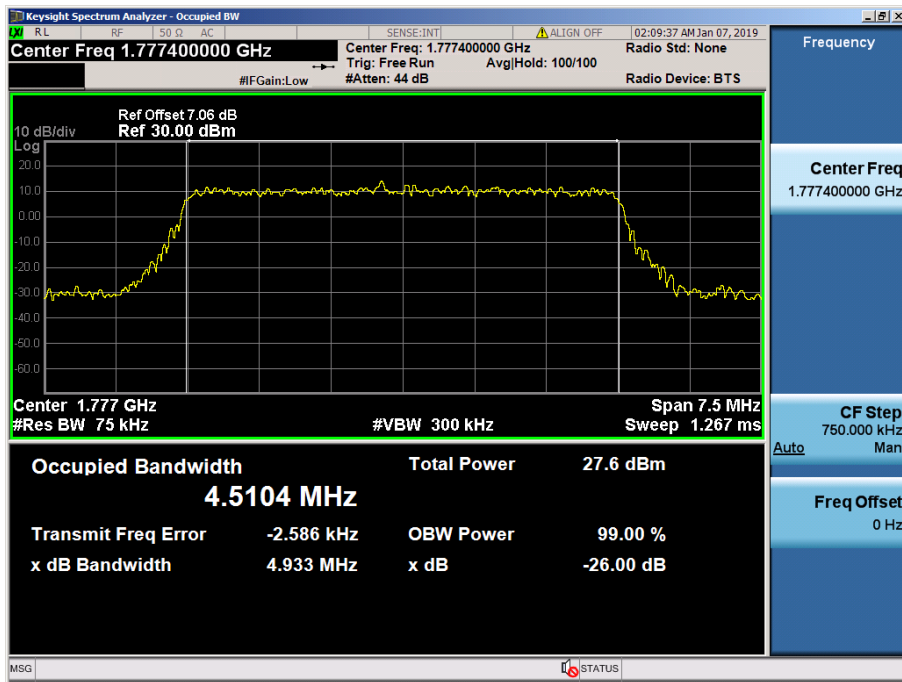 Keysight Spectrum Analyzer - Occupied BW
LXI RL RF 50 Ω AC SENSE:INT ALIGN OFF 02:09:37 AM Jan 07, 2019
Center Freq 1.777400000 GHz
Center Freq: 1.777400000 GHz Radio Std: None
Trig: Free Run Avg|Hold: 100/100
#IFGain:Low #Atten: 44 dB Radio Device: BTS
Ref Offset 7.06 dB
10 dB/div Ref 30.00 dBm
Log
20.0
10.0
0.00
-10.0
-20.0
-30.0
-40.0
-50.0
-60.0
Center 1.777 GHz Span 7.5 MHz
#Res BW 75 kHz #VBW 300 kHz Sweep 1.267 ms
Occupied Bandwidth Total Power 27.6 dBm
4.5104 MHz
Transmit Freq Error -2.586 kHz OBW Power 99.00 %
x dB Bandwidth 4.933 MHz x dB -26.00 dB
MSG STATUS
Frequency
Center Freq
1.777400000 GHz
CF Step
750.000 kHz
Auto Man
Freq Offset
0 Hz